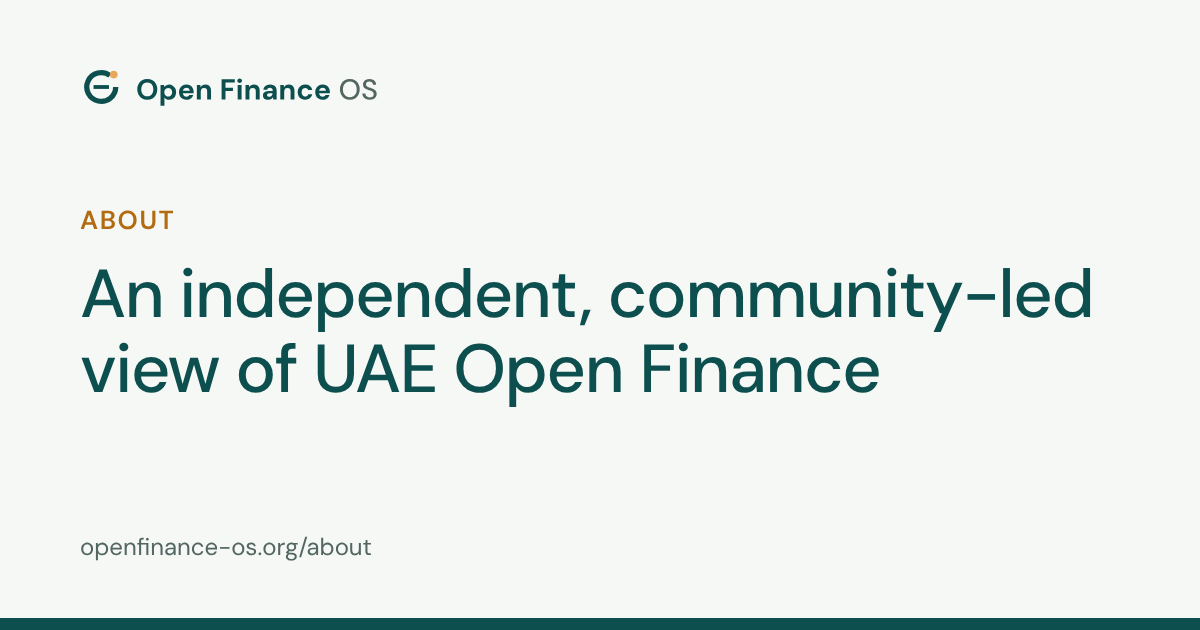 Open Finance OS
ABOUT
An independent, community-led
view of UAE Open Finance
openfinance-os.org/about